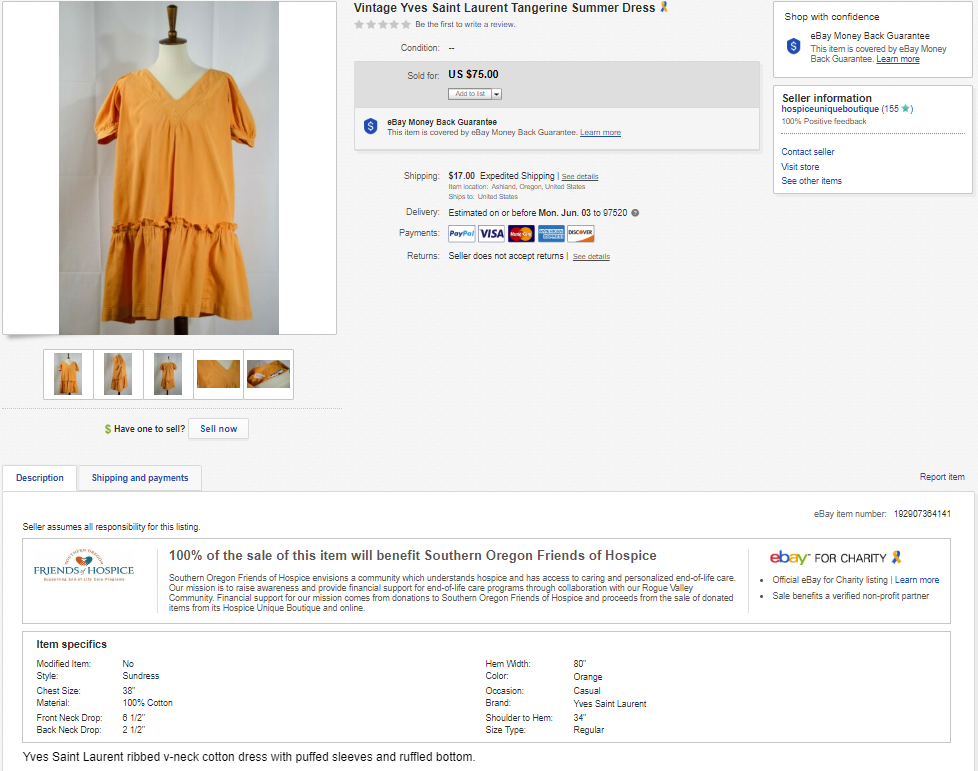 Vintage Yves Saint Laurent Tangerine Summer Dress
Be the first to write a review.
Condition: --
Sold for: US $75.00
Add to list
eBay Money Back Guarantee
This item is covered by eBay Money Back Guarantee. Learn more
Shipping: $17.00 Expedited Shipping | See details
Item location: Ashland, Oregon, United States
Ships to: United States
Delivery: Estimated on or before Mon. Jun. 03 to 97520
Payments: PayPal VISA MasterCard AMERICAN EXPRESS DISCOVER
Returns: Seller does not accept returns | See details
Shop with confidence
eBay Money Back Guarantee
This item is covered by eBay Money
Back Guarantee. Learn more
Seller information
hospiceuniqueboutique (155 )
100% Positive feedback
Contact seller
Visit store
See other items
$ Have one to sell? Sell now
Description
Shipping and payments
Report item
eBay item number: 192907364141
Seller assumes all responsibility for this listing.
SOUTHERN OREGON
FRIENDS of HOSPICE
Supporting End-of-Life Care Programs
100% of the sale of this item will benefit Southern Oregon Friends of Hospice
Southern Oregon Friends of Hospice envisions a community which understands hospice and has access to caring and personalized end-of-life care.
Our mission is to raise awareness and provide financial support for end-of-life care programs through collaboration with our Rogue Valley
Community. Financial support for our mission comes from donations to Southern Oregon Friends of Hospice and proceeds from the sale of donated
items from its Hospice Unique Boutique and online.
ebay™ FOR CHARITY
• Official eBay for Charity listing | Learn more
• Sale benefits a verified non-profit partner
Item specifics
Modified Item: No
Style: Sundress
Chest Size: 38"
Material: 100% Cotton
Front Neck Drop: 6 1/2"
Back Neck Drop: 2 1/2"
Hem Width: 80"
Color: Orange
Occasion: Casual
Brand: Yves Saint Laurent
Shoulder to Hem: 34"
Size Type: Regular
Yves Saint Laurent ribbed v-neck cotton dress with puffed sleeves and ruffled bottom.